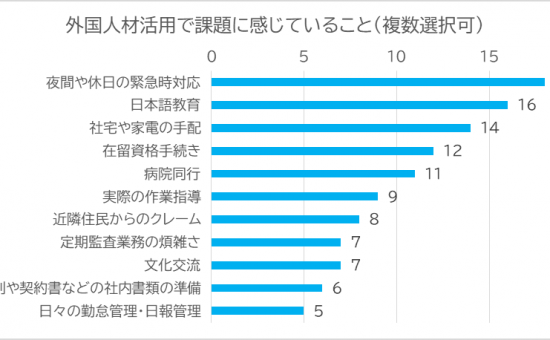 外国人材活用で課題に感じていること（複数選択可）
0 5 10 15
夜間や休日の緊急時対応
日本語教育 16
社宅や家電の手配 14
在留資格手続き 12
病院同行 11
実際の作業指導 9
近隣住民からのクレーム 8
定期監査業務の煩雑さ 7
文化交流 7
や契約書などの社内書類の準備 6
日々の勤怠管理・日報管理 5